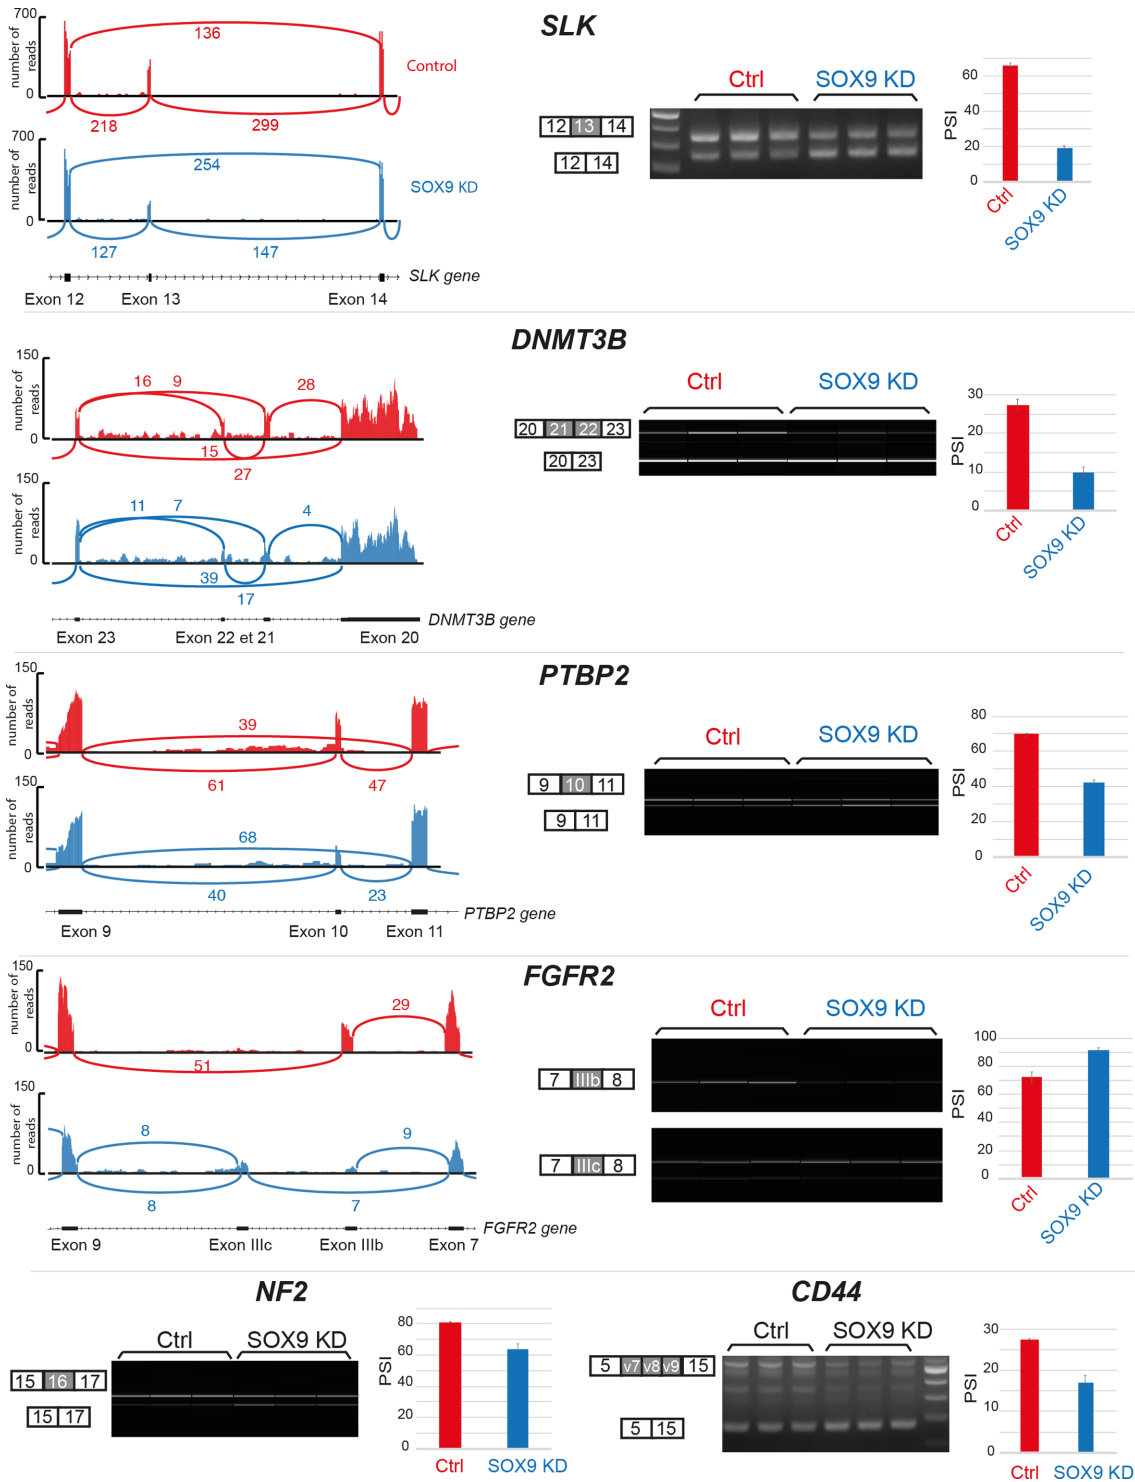 SLK
700
number of
reads
0
136
Control
218
299
700
number of
reads
0
254
SOX9 KD
127
147
SLK gene
Exon 12
Exon 13
Exon 14
Ctrl
SOX9 KD
12 13 14
12 14
PSI
60
40
20
0
Ctrl
SOX9 KD
DNMT3B
150
number of
reads
0
16
9
28
15
27
150
number of
reads
0
11
7
4
39
17
DNMT3B gene
Exon 23
Exon 22 et 21
Exon 20
Ctrl
SOX9 KD
20 21 22 23
20 23
PSI
30
20
10
0
Ctrl
SOX9 KD
PTBP2
150
number of
reads
0
39
61
47
150
number of
reads
0
68
40
23
PTBP2 gene
Exon 9
Exon 10
Exon 11
Ctrl
SOX9 KD
9 10 11
9 11
PSI
80
60
40
20
0
Ctrl
SOX9 KD
FGFR2
150
number of
reads
0
29
51
150
number of
reads
0
8
9
8
7
FGFR2 gene
Exon 9
Exon IIIc
Exon IIIb
Exon 7
Ctrl
SOX9 KD
7 IIIb 8
7 IIIc 8
PSI
100
80
60
40
20
0
Ctrl
SOX9 KD
NF2
Ctrl
SOX9 KD
15 16 17
15 17
PSI
80
60
40
20
0
Ctrl
SOX9 KD
CD44
Ctrl
SOX9 KD
5 v7 v8 v9 15
5 15
PSI
30
20
10
0
Ctrl
SOX9 KD